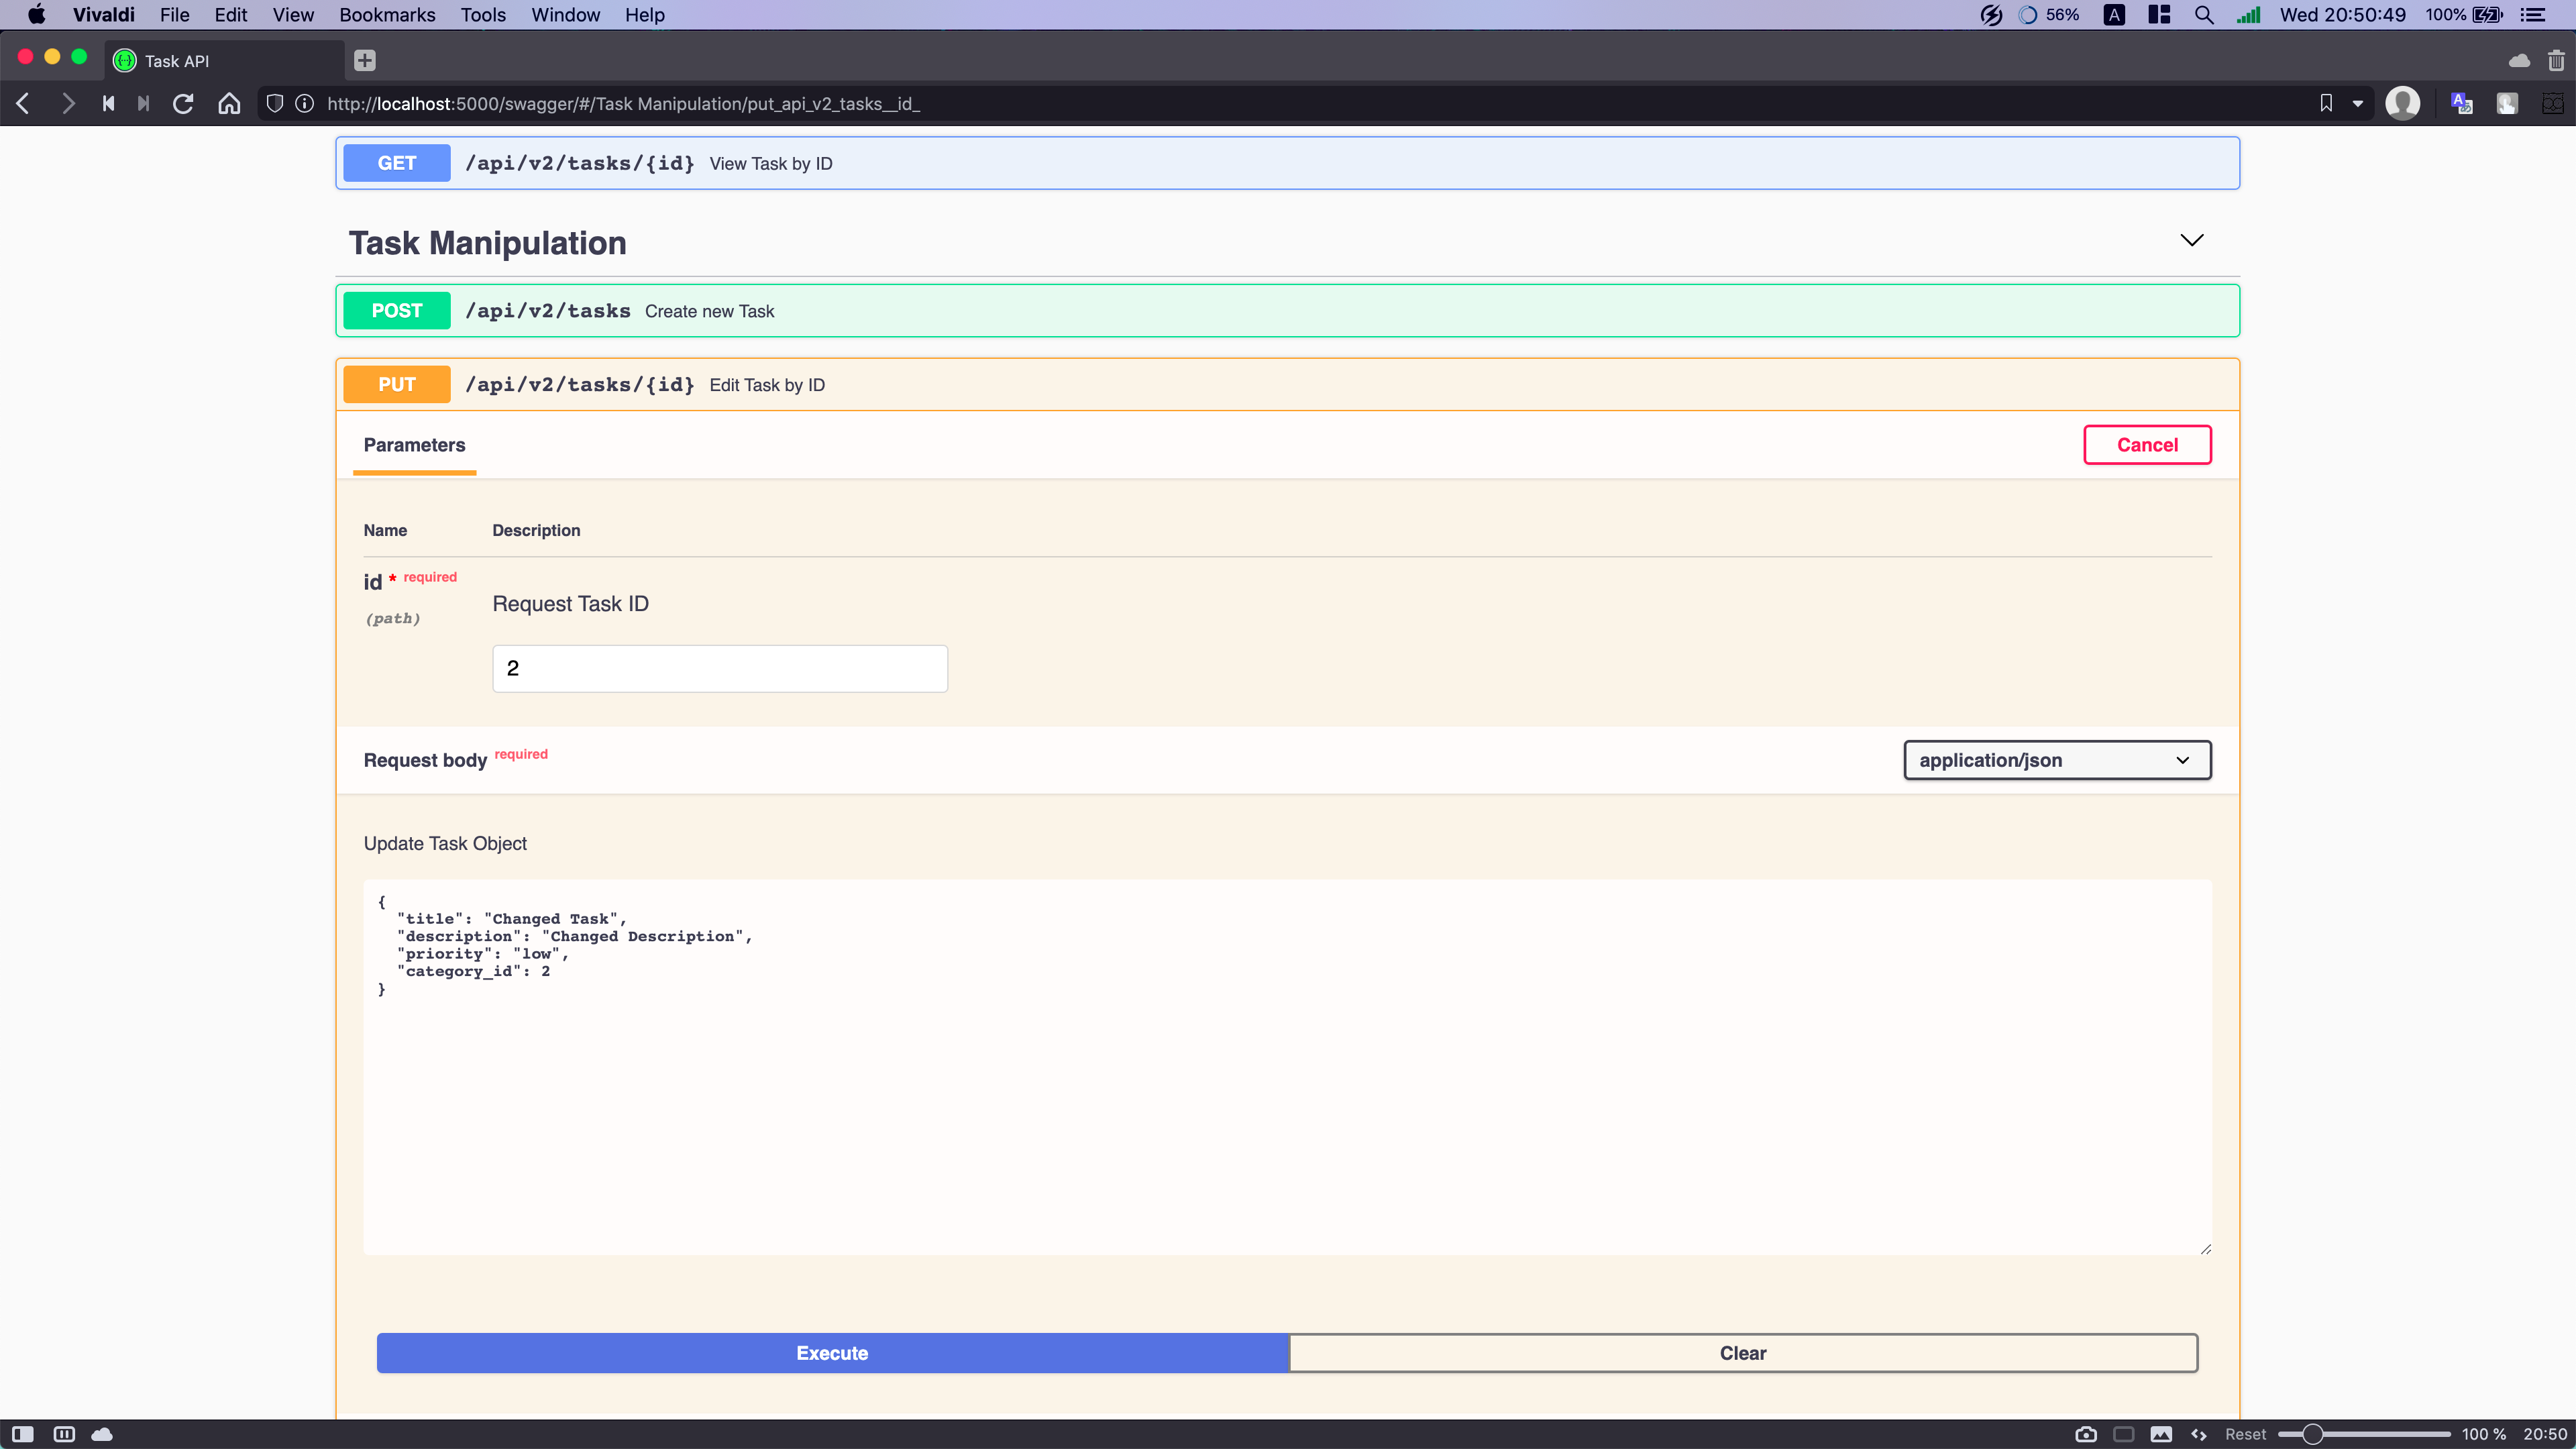 Vivaldi File Edit View Bookmarks Tools Window Help 56% A Wed 20:50:49 100%
Task API
http://localhost:5000/swagger/#/Task Manipulation/put_api_v2_tasks__id_
GET /api/v2/tasks/{id} View Task by ID
Task Manipulation
POST /api/v2/tasks Create new Task
PUT /api/v2/tasks/{id} Edit Task by ID
Parameters Cancel
Name Description
id * required
(path)
Request Task ID
2
Request body required application/json
Update Task Object
{
  "title": "Changed Task",
  "description": "Changed Description",
  "priority": "low",
  "category_id": 2
}
Execute Clear
Reset 100 % 20:50